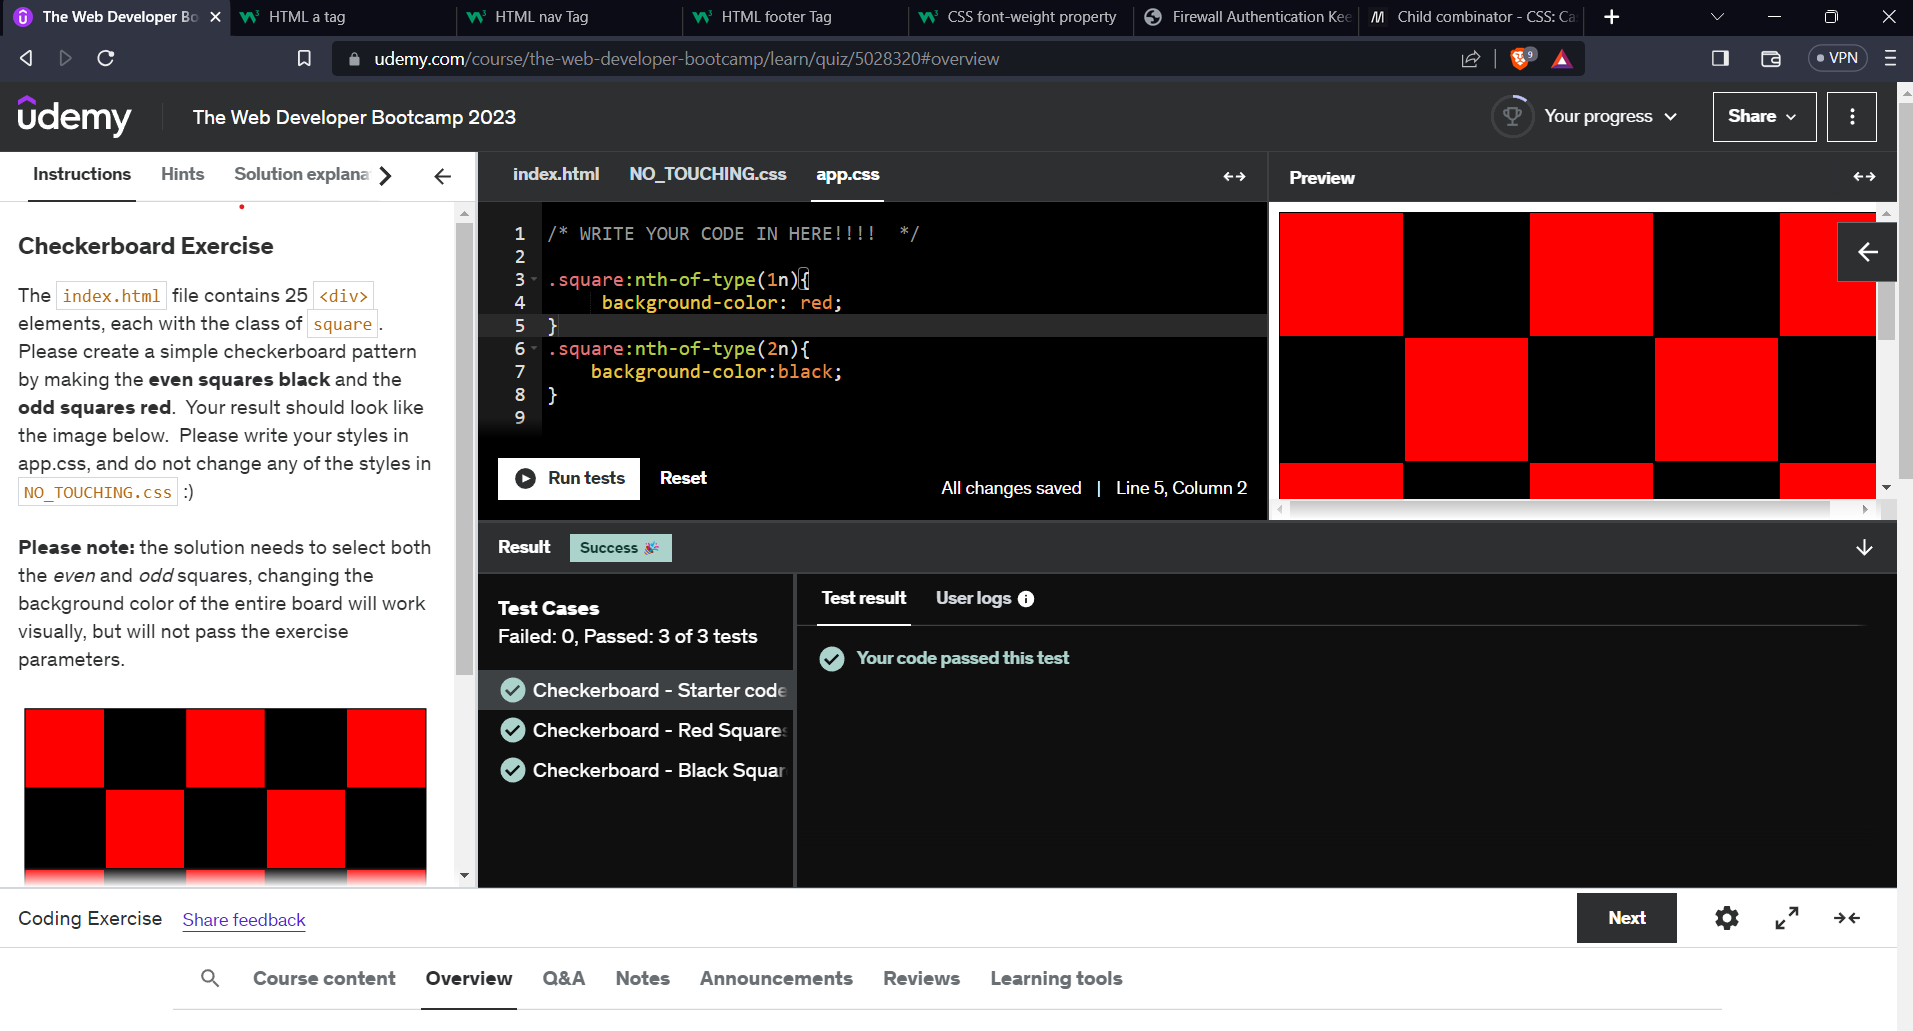 The Web Developer Bo
HTML a tag
HTML nav Tag
HTML footer Tag
CSS font-weight property
Firewall Authentication Kee
Child combinator - CSS: Ca
udemy.com/course/the-web-developer-bootcamp/learn/quiz/5028320#overview
9
VPN
udemy
The Web Developer Bootcamp 2023
Your progress
Share
Instructions
Hints
Solution explana
Checkerboard Exercise
The index.html file contains 25 <div>
elements, each with the class of square.
Please create a simple checkerboard pattern
by making the even squares black and the
odd squares red. Your result should look like
the image below. Please write your styles in
app.css, and do not change any of the styles in
NO_TOUCHING.css :)
Please note: the solution needs to select both
the even and odd squares, changing the
background color of the entire board will work
visually, but will not pass the exercise
parameters.
index.html
NO_TOUCHING.css
app.css
1 /* WRITE YOUR CODE IN HERE!!!! */
2
3 .square:nth-of-type(1n){
4 background-color: red;
5 }
6 .square:nth-of-type(2n){
7 background-color:black;
8 }
9
Run tests
Reset
All changes saved | Line 5, Column 2
Preview
Result
Success
Test Cases
Failed: 0, Passed: 3 of 3 tests
Checkerboard - Starter code
Checkerboard - Red Squares
Checkerboard - Black Squar
Test result
User logs
Your code passed this test
Coding Exercise
Share feedback
Next
Course content
Overview
Q&A
Notes
Announcements
Reviews
Learning tools